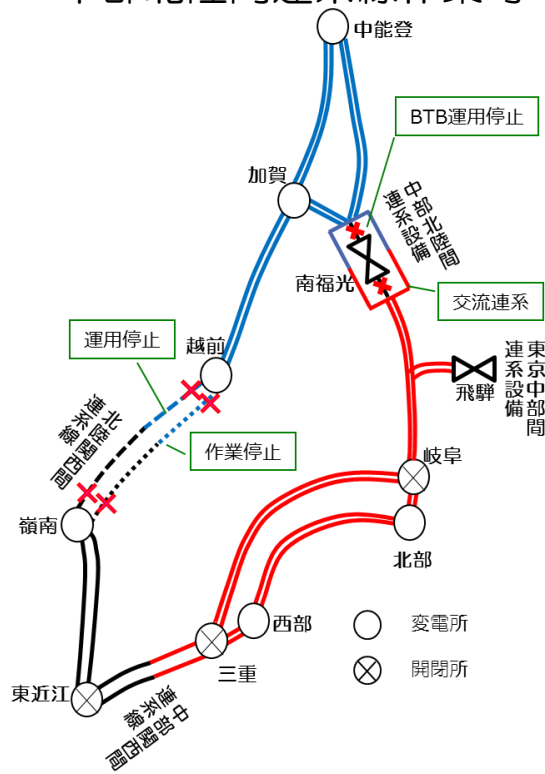 中能登
BTB運用停止
加賀
中部北陸間
連系設備
南福光
交流連系
運用停止
越前
東京中部間
連系設備
飛騨
北陸関西間
連系線
作業停止
岐阜
嶺南
北部
西部
変電所
三重
開閉所
東近江
中部関西間
連系線